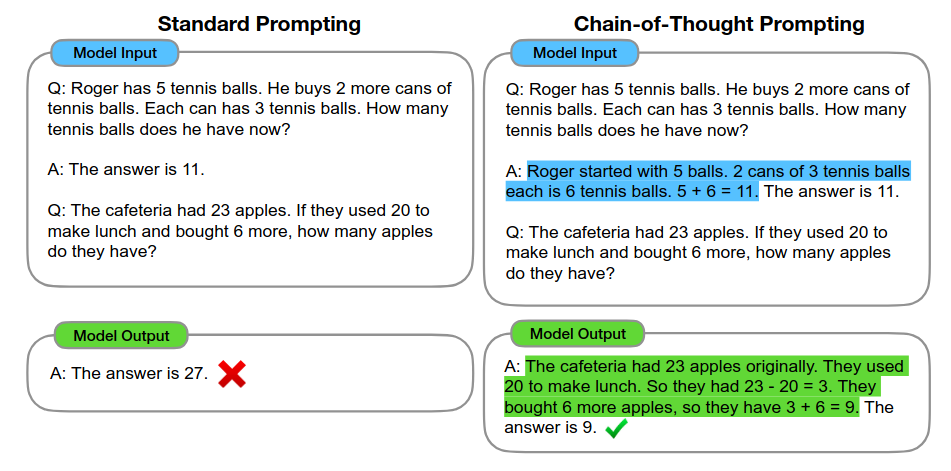 Standard Prompting
Model Input
Q: Roger has 5 tennis balls. He buys 2 more cans of
tennis balls. Each can has 3 tennis balls. How many
tennis balls does he have now?
A: The answer is 11.
Q: The cafeteria had 23 apples. If they used 20 to
make lunch and bought 6 more, how many apples
do they have?
Model Output
A: The answer is 27.
Chain-of-Thought Prompting
Model Input
Q: Roger has 5 tennis balls. He buys 2 more cans of
tennis balls. Each can has 3 tennis balls. How many
tennis balls does he have now?
A: Roger started with 5 balls. 2 cans of 3 tennis balls
each is 6 tennis balls. 5 + 6 = 11. The answer is 11.
Q: The cafeteria had 23 apples. If they used 20 to
make lunch and bought 6 more, how many apples
do they have?
Model Output
A: The cafeteria had 23 apples originally. They used
20 to make lunch. So they had 23 - 20 = 3. They
bought 6 more apples, so they have 3 + 6 = 9. The
answer is 9.